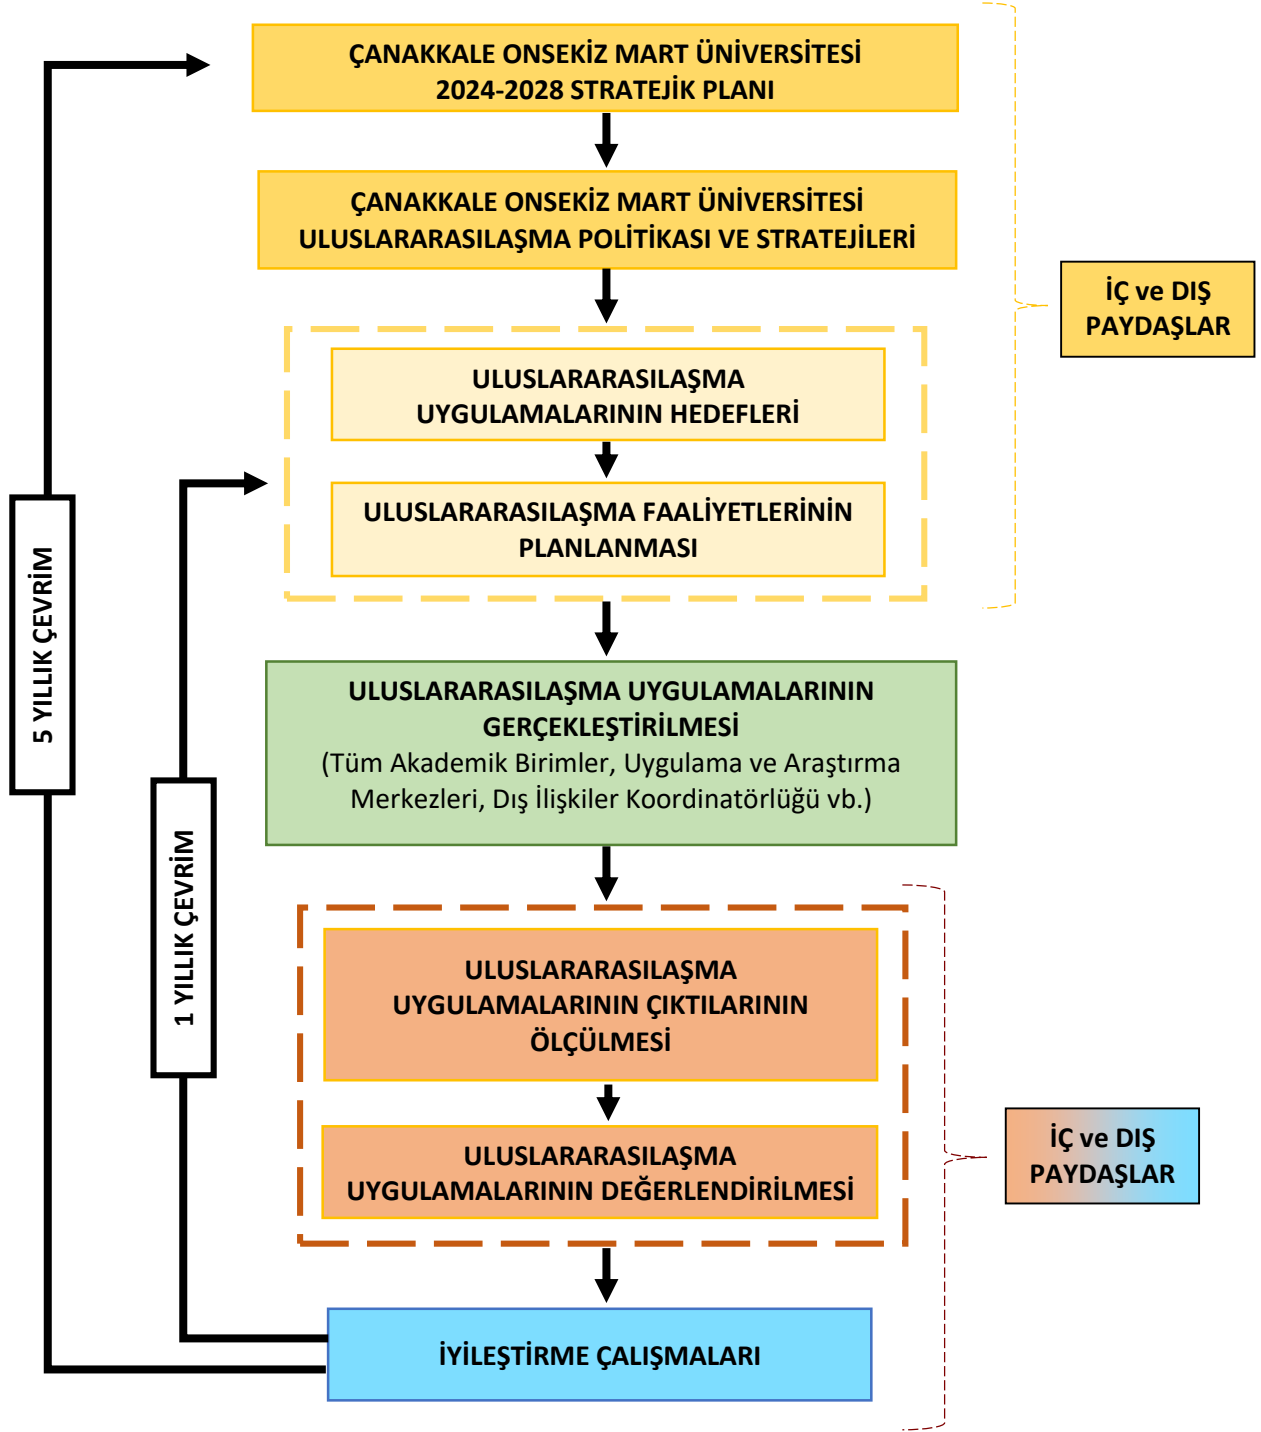 ÇANAKKALE ONSEKİZ MART ÜNİVERSİTESİ
2024-2028 STRATEJİK PLANI
ÇANAKKALE ONSEKİZ MART ÜNİVERSİTESİ
ULUSLARARASILAŞMA POLİTİKASI VE STRATEJİLERİ
İÇ ve DIŞ
PAYDAŞLAR
ULUSLARARASILAŞMA
UYGULAMALARININ HEDEFLERİ
ULUSLARARASILAŞMA FAALİYETLERİNİN
PLANLANMASI
5 YILLIK ÇEVRİM
ULUSLARARASILAŞMA UYGULAMALARININ
GERÇEKLEŞTİRİLMESİ
(Tüm Akademik Birimler, Uygulama ve Araştırma
Merkezleri, Dış İlişkiler Koordinatörlüğü vb.)
1 YILLIK ÇEVRİM
ULUSLARARASILAŞMA
UYGULAMALARININ ÇIKTILARININ
ÖLÇÜLMESİ
ULUSLARARASILAŞMA
UYGULAMALARININ DEĞERLENDİRİLMESİ
İÇ ve DIŞ
PAYDAŞLAR
İYİLEŞTİRME ÇALIŞMALARI